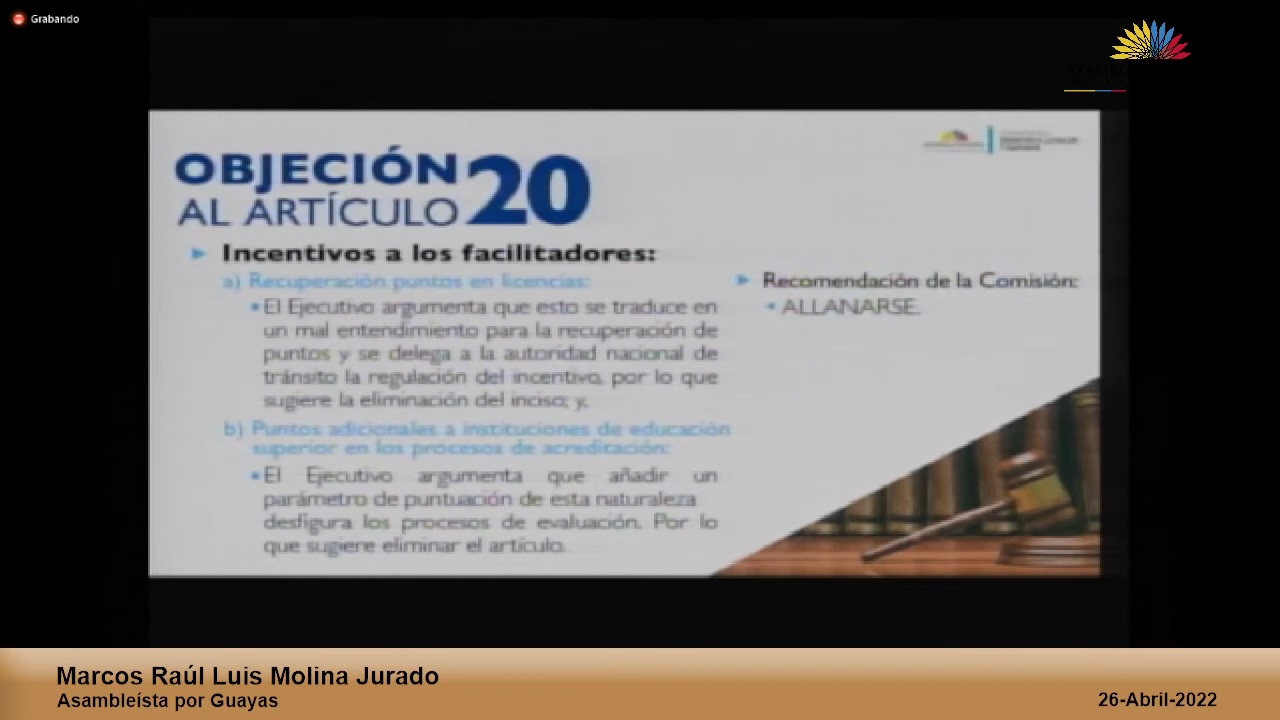 Grabando
OBJECIÓN
AL ARTÍCULO 20
Incentivos a los facilitadores:
a) Recuperación puntos en licencias:
El Ejecutivo argumenta que esto se traduce en
un mal entendimiento para la recuperación de
puntos y se delega a la autoridad nacional de
tránsito la regulación del incentivo, por lo que
sugiere la eliminación del inciso; y,
b) Puntos adicionales a instituciones de educación
superior en los procesos de acreditación:
El Ejecutivo argumenta que añadir un
parámetro de puntuación de esta naturaleza
desfigura los procesos de evaluación. Por lo
que sugiere eliminar el artículo.
Recomendación de la Comisión:
ALLANARSE.
Marcos Raúl Luis Molina Jurado
Asambleísta por Guayas
26-Abril-2022